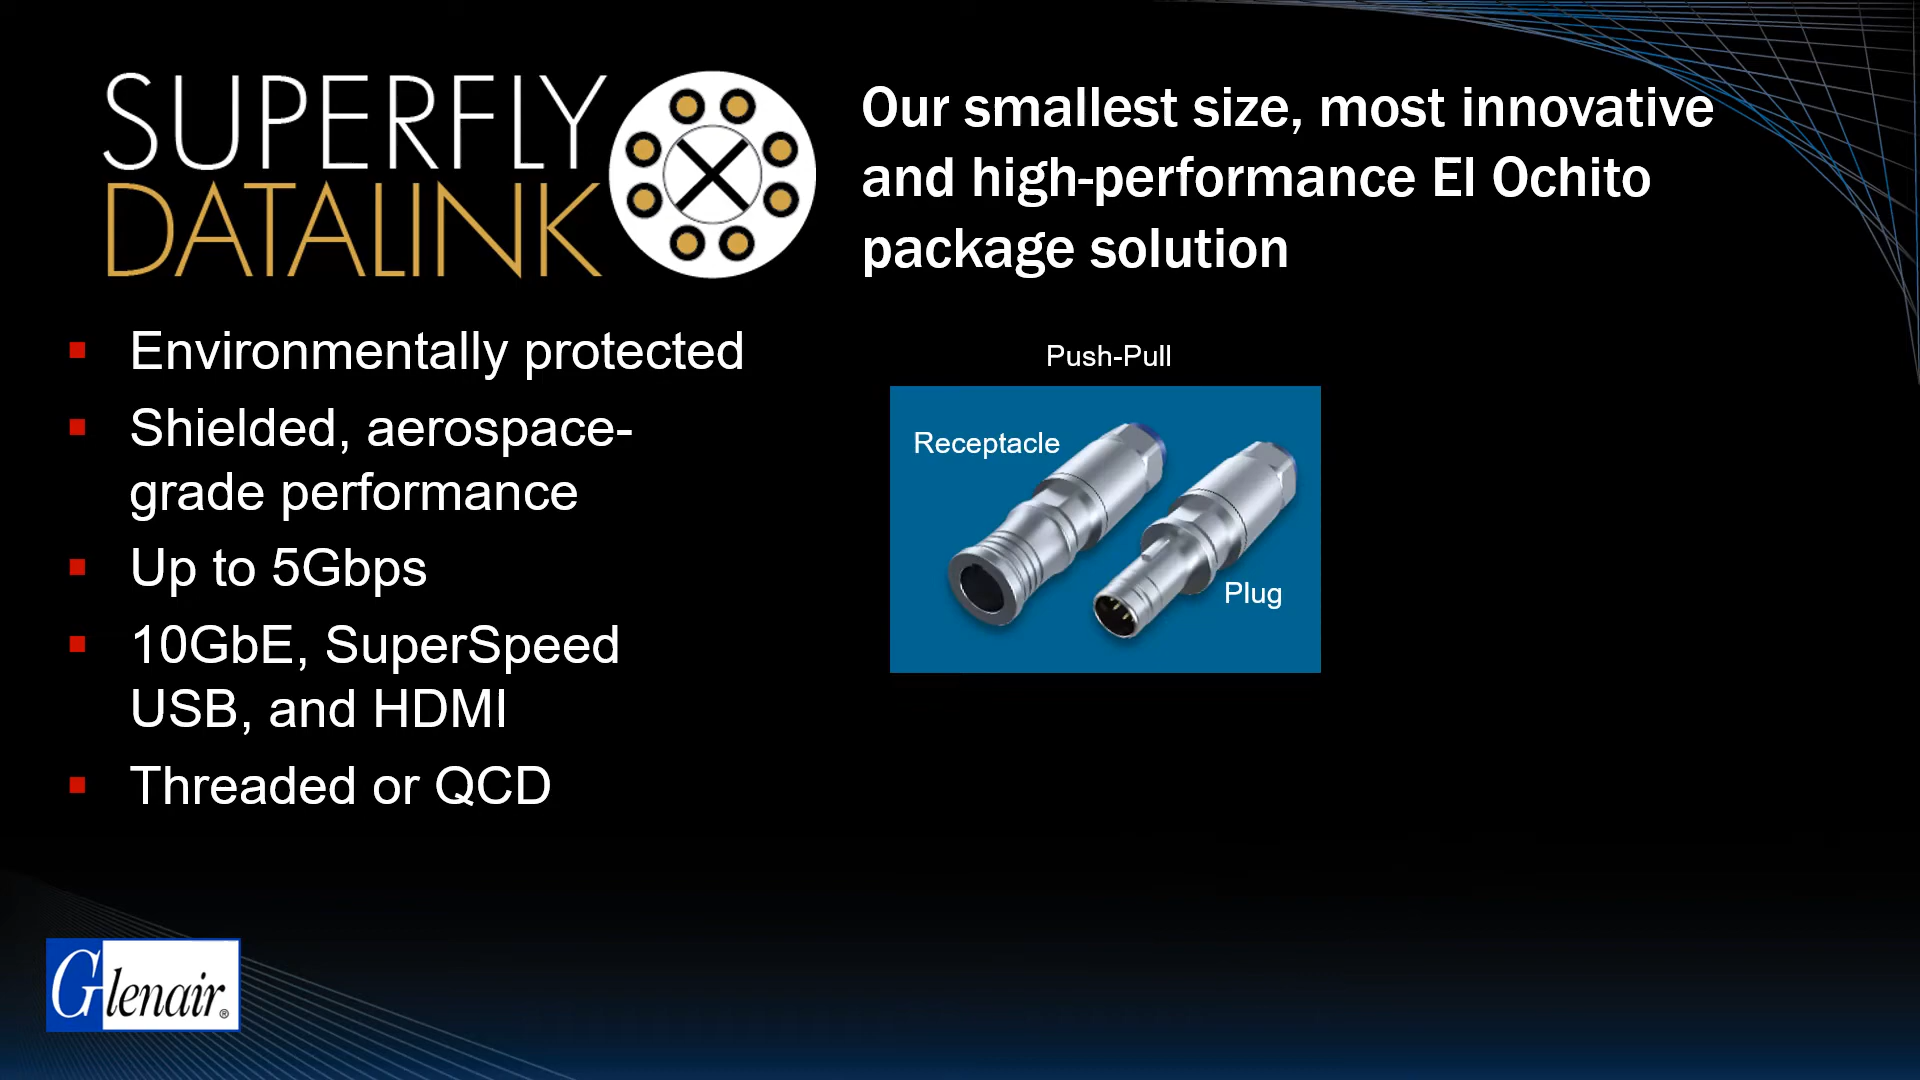 SUPERFLY
DATALINK
Our smallest size, most innovative
and high-performance El Ochito
package solution
Environmentally protected
Shielded, aerospace-
grade performance
Up to 5Gbps
10GbE, SuperSpeed
USB, and HDMI
Threaded or QCD
Push-Pull
Receptacle
Plug
Glenair®